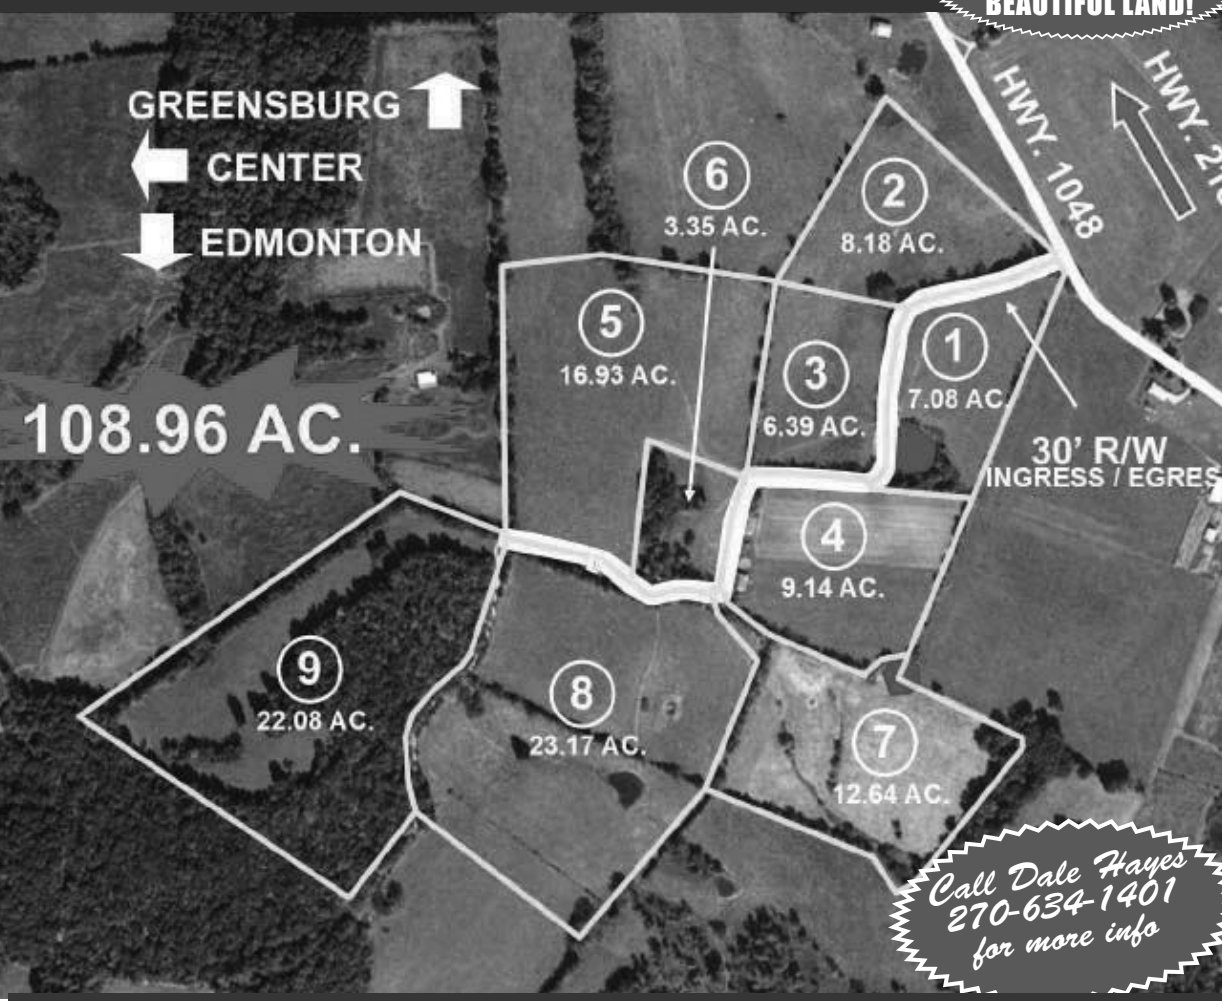 BEAUTIFUL LAND!
GREENSBURG
CENTER
EDMONTON
HWY. 1048
HWY.
6
3.35 AC.
2
8.18 AC.
5
16.93 AC.
3
6.39 AC.
1
7.08 AC.
108.96 AC.
30' R/W
INGRESS / EGRES
4
9.14 AC.
9
22.08 AC.
8
23.17 AC.
7
12.64 AC.
Call Dale Hayes
270-634-1401
for more info